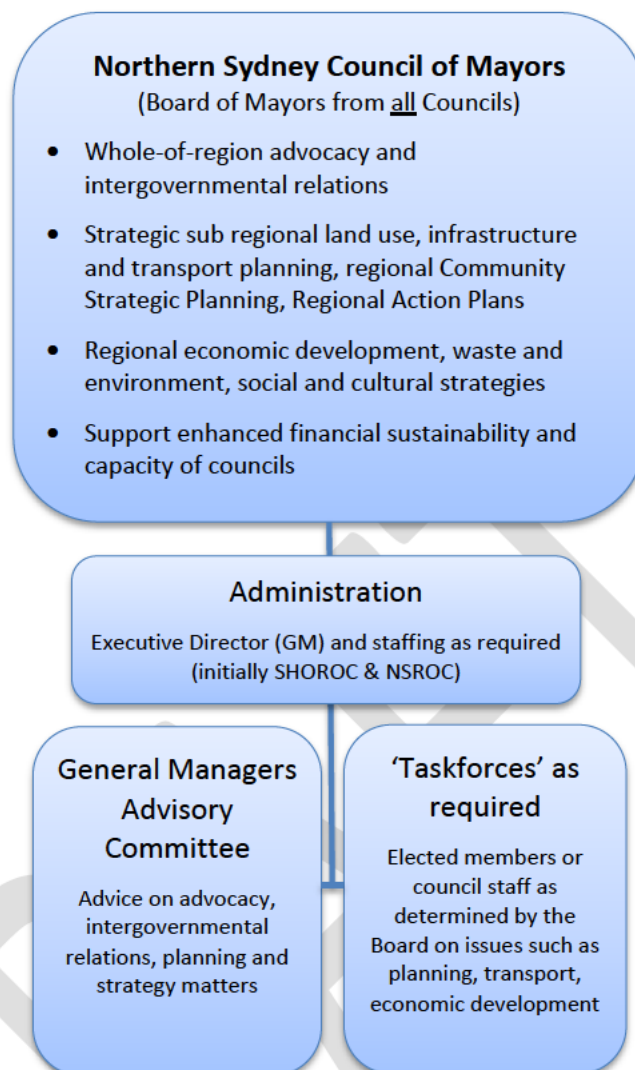 Northern Sydney Council of Mayors
(Board of Mayors from all Councils)
• Whole-of-region advocacy and
intergovernmental relations
• Strategic sub regional land use, infrastructure
and transport planning, regional Community
Strategic Planning, Regional Action Plans
• Regional economic development, waste and
environment, social and cultural strategies
• Support enhanced financial sustainability and
capacity of councils
Administration
Executive Director (GM) and staffing as required
(initially SHOROC & NSROC)
General Managers
Advisory
Committee
Advice on advocacy,
intergovernmental
relations, planning and
strategy matters
‘Taskforces’ as
required
Elected members or
council staff as
determined by the
Board on issues such as
planning, transport,
economic development